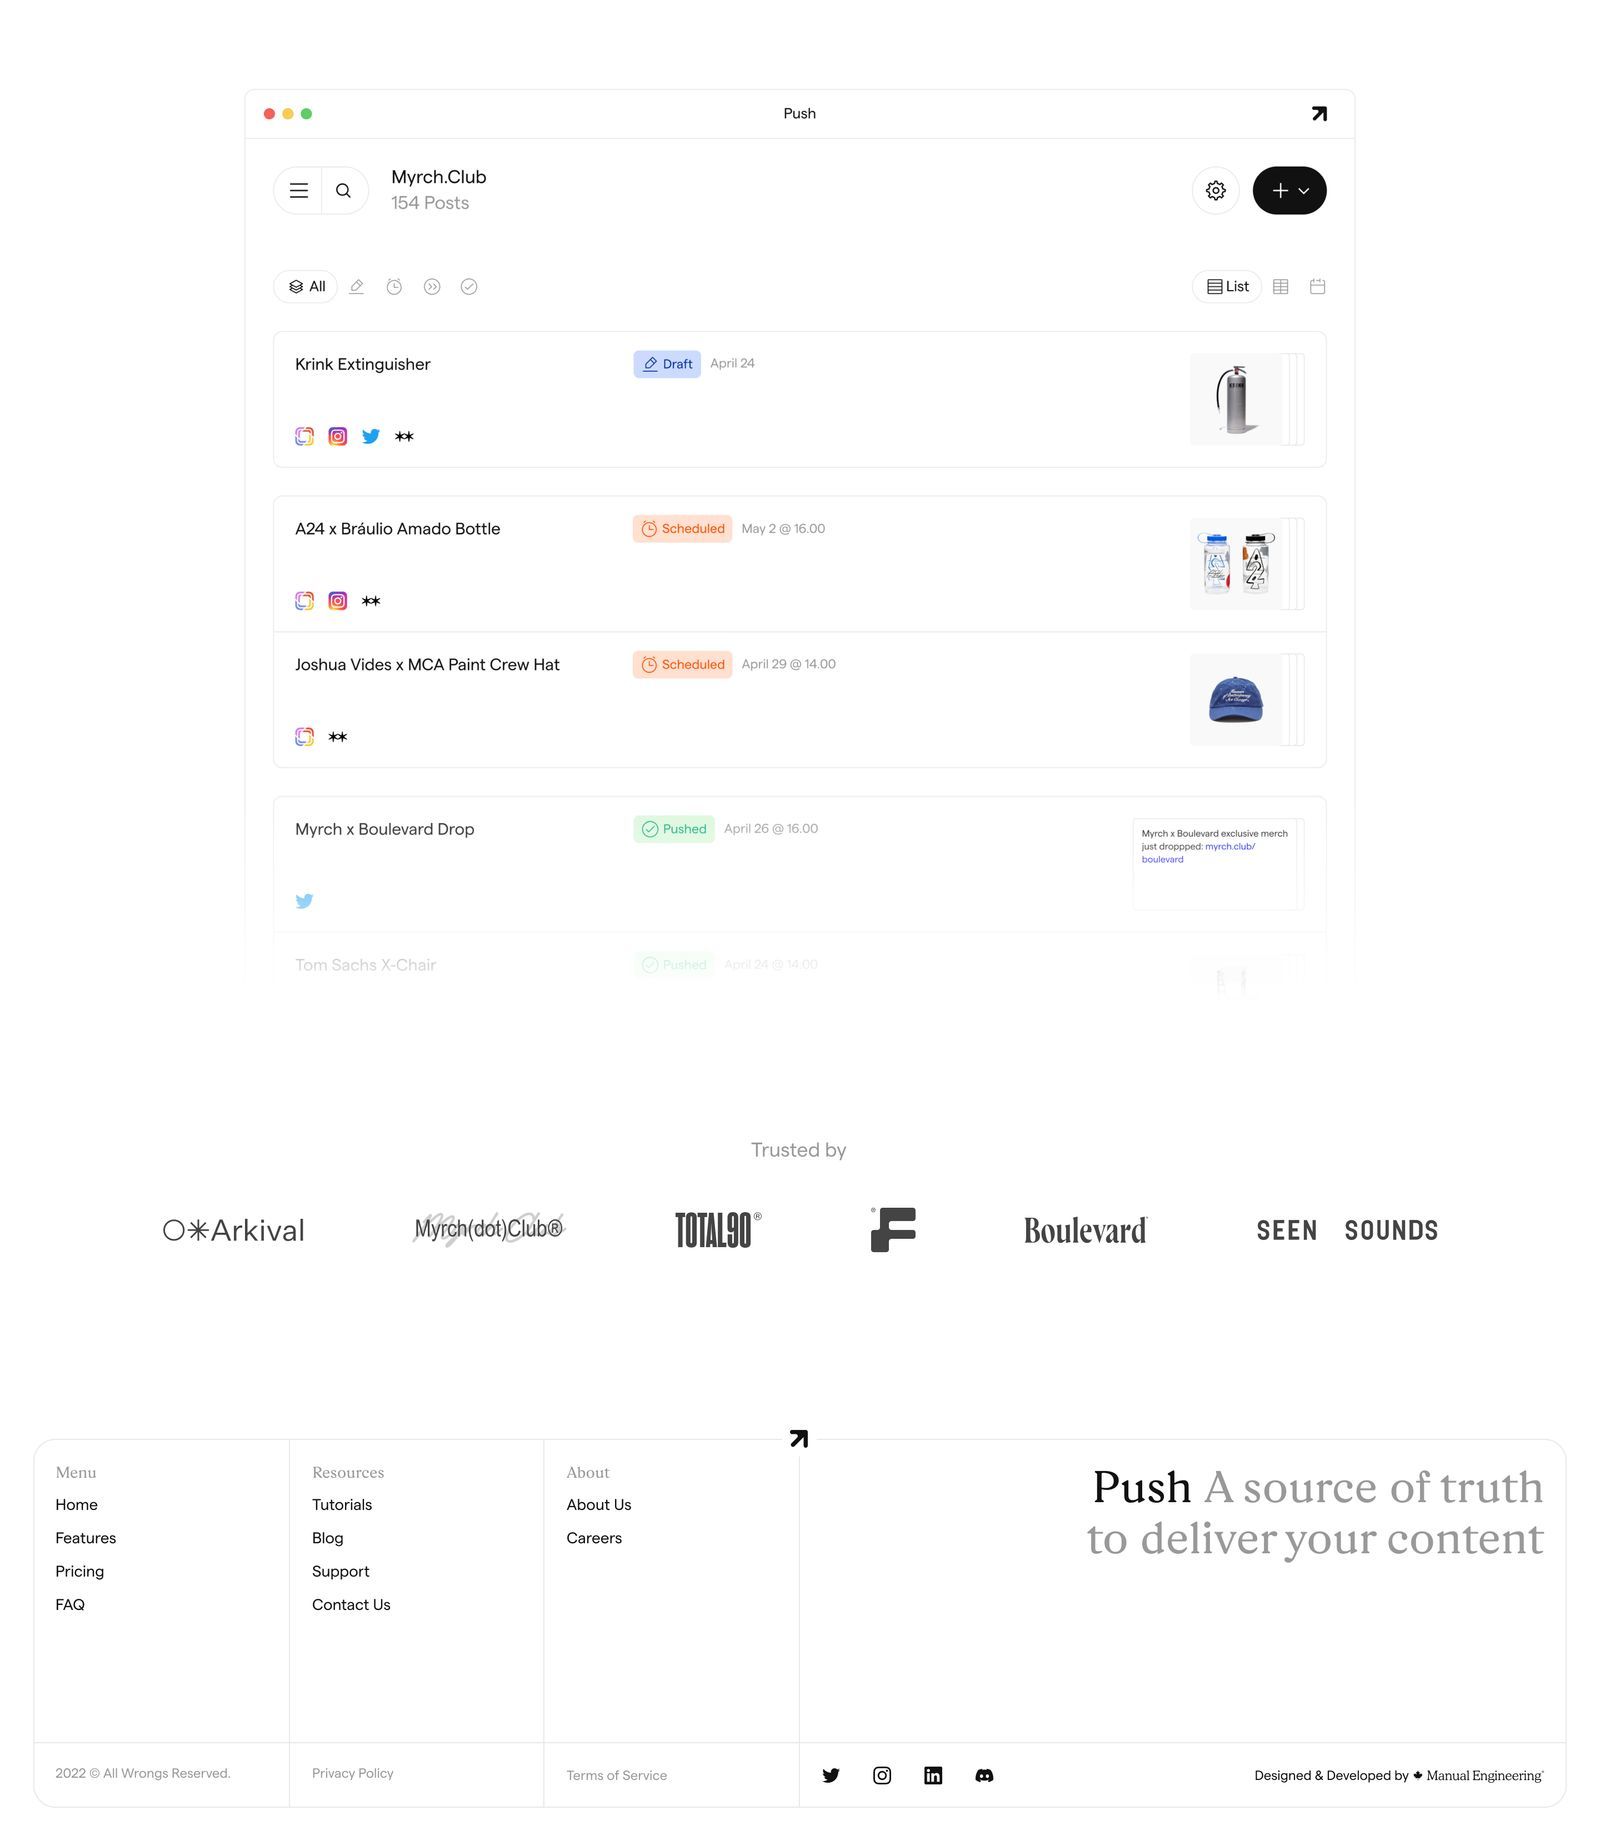 Push
Myrch.Club
154 Posts
All
List
Krink Extinguisher
Draft
April 24
A24 x Bráulio Amado Bottle
Scheduled
May 2 @ 16.00
Joshua Vides x MCA Paint Crew Hat
Scheduled
April 29 @ 14.00
Myrch x Boulevard Drop
Pushed
April 26 @ 16.00
Myrch x Boulevard exclusive merch
just droppped: myrch.club/
boulevard
Tom Sachs X-Chair
Pushed
April 24 @ 14:00
Trusted by
Arkival
Myrch(dot)Club®
TOTAL90®
F®
Boulevard
SEEN SOUNDS
Menu
Home
Features
Pricing
FAQ
Resources
Tutorials
Blog
Support
Contact Us
About
About Us
Careers
Push A source of truth
to deliver your content
2022 © All Wrongs Reserved.
Privacy Policy
Terms of Service
Designed & Developed by Manual Engineering